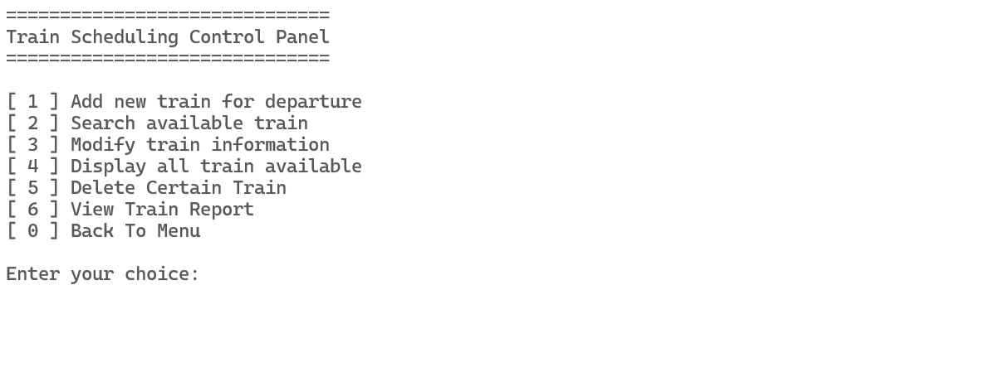 ==============================
Train Scheduling Control Panel
==============================
[ 1 ] Add new train for departure
[ 2 ] Search available train
[ 3 ] Modify train information
[ 4 ] Display all train available
[ 5 ] Delete Certain Train
[ 6 ] View Train Report
[ 0 ] Back To Menu
Enter your choice: